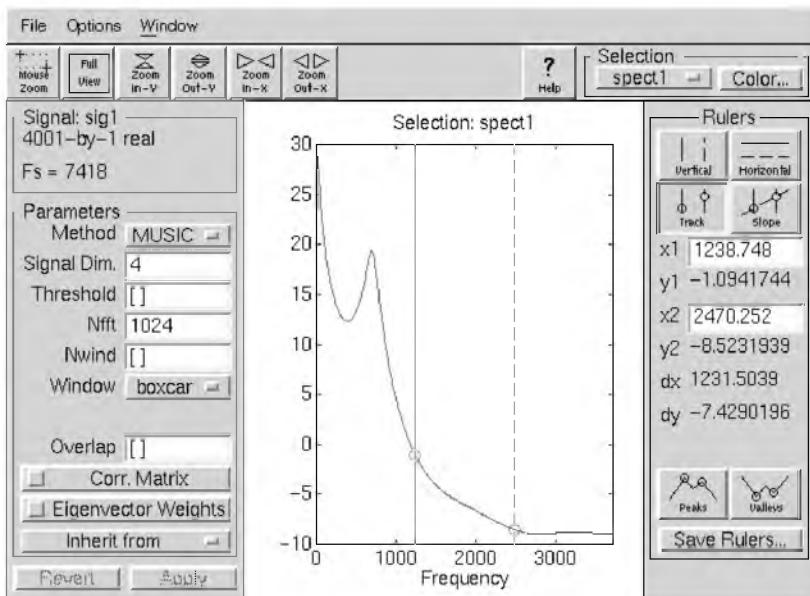 File Options Window
Mouse Zoom
Full View
Zoom In-Y
Zoom Out-Y
Zoom In-X
Zoom Out-X
? Help
Selection
spect1 Color...
Signal: sig1
4001-by-1 real
Fs = 7418
Parameters
Method MUSIC
Signal Dim. 4
Threshold [ ]
Nfft 1024
Nwind [ ]
Window boxcar
Overlap [ ]
Corr. Matrix
Eigenvector Weights
Inherit from
Revert Apply
Selection: spect1
30
25
20
15
10
5
0
-5
-10
0 1000 2000 3000
Frequency
Rulers
Vertical Horizontal
Track Slope
x1 1238.748
y1 -1.0941744
x2 2470.252
y2 -8.5231939
dx 1231.5039
dy -7.4290196
Peaks Valleys
Save Rulers...